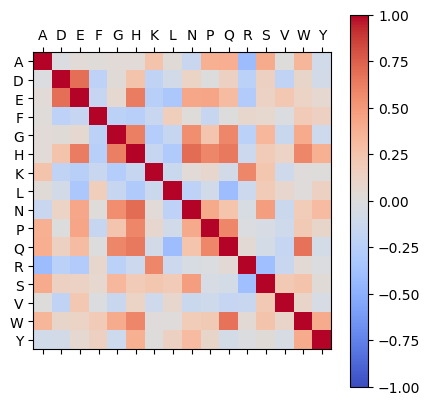 A D E F G H K L N P Q R S V W Y
A
D
E
F
G
H
K
L
N
P
Q
R
S
V
W
Y
1.00
0.75
0.50
0.25
0.00
−0.25
−0.50
−0.75
−1.00